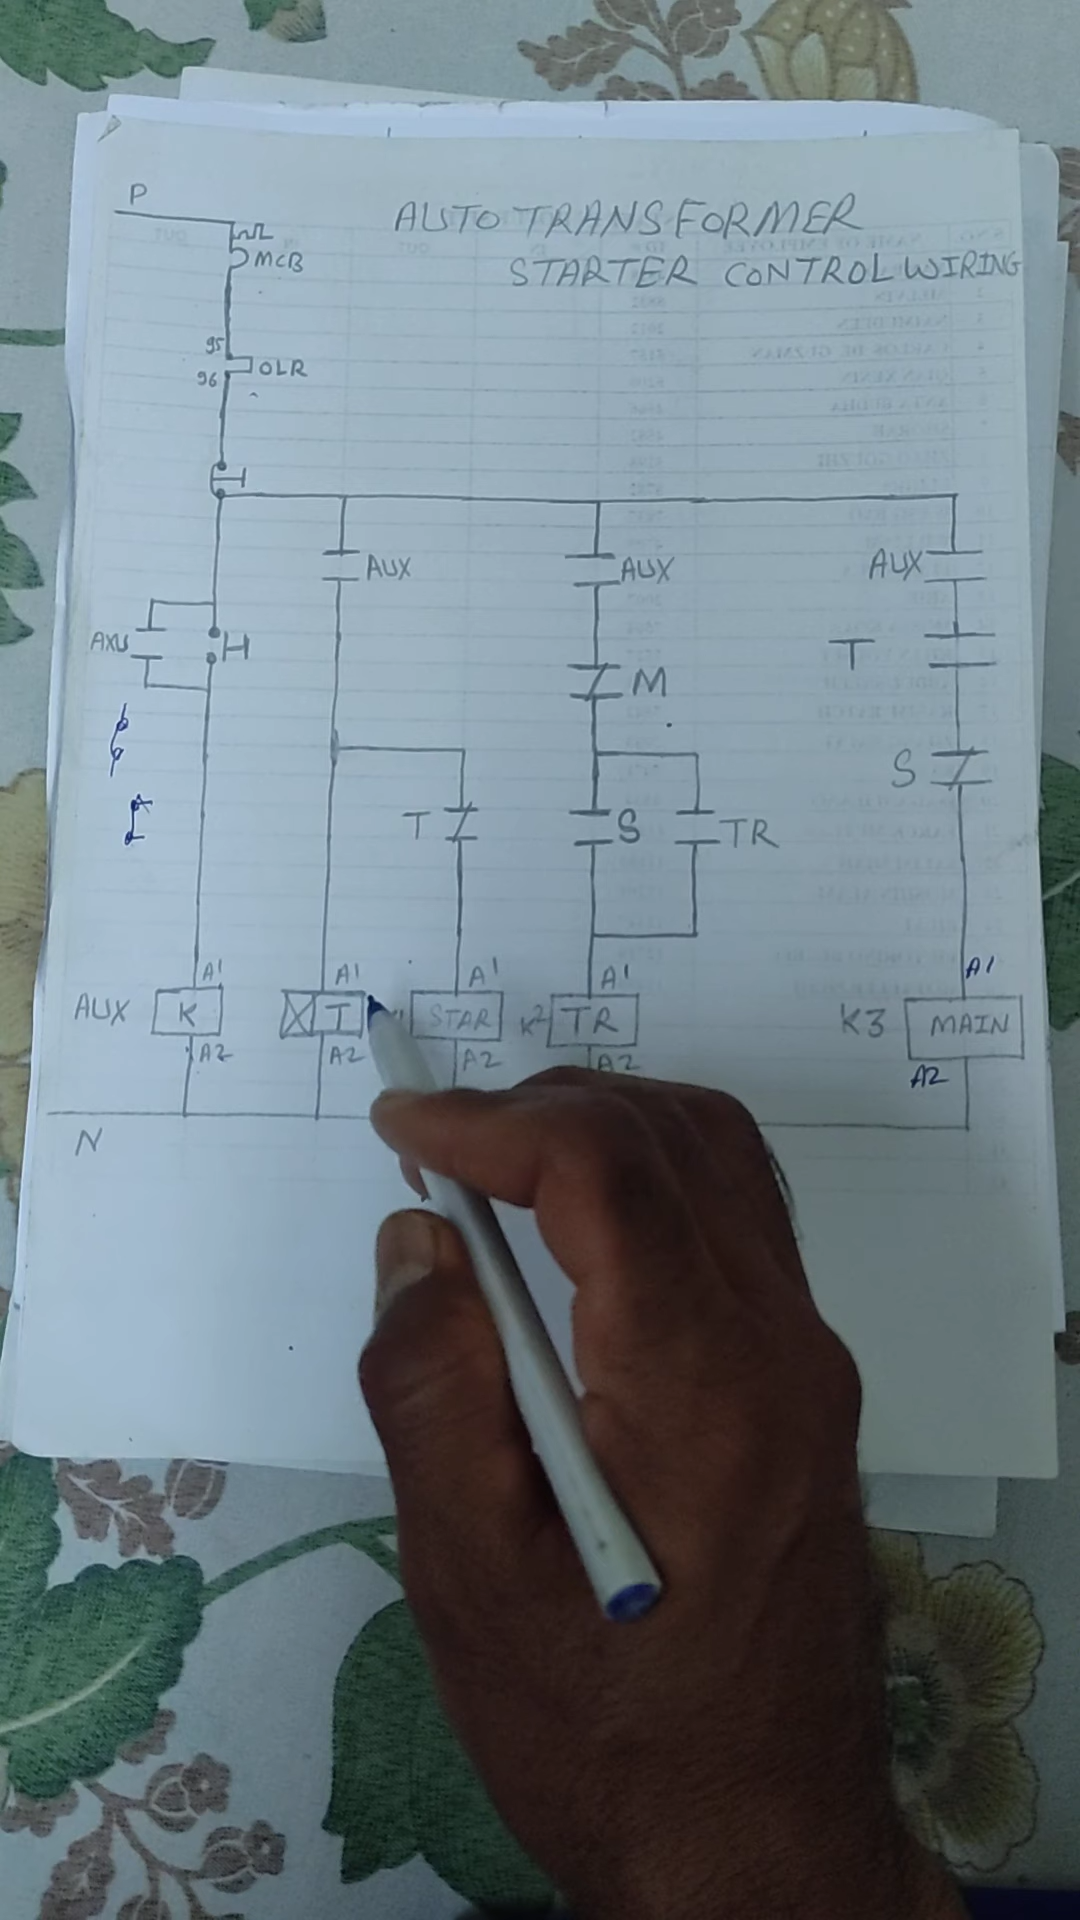 P
AUTO TRANSFORMER
STARTER CONTROL WIRING
MCB
95
96 OLR
AUX AUX AUX
AXU
T
M
S
T S TR
A1 A1 A1 A1 A1
AUX K T STAR K2 TR K3 MAIN
A2 A2 A2 A2 A2
N